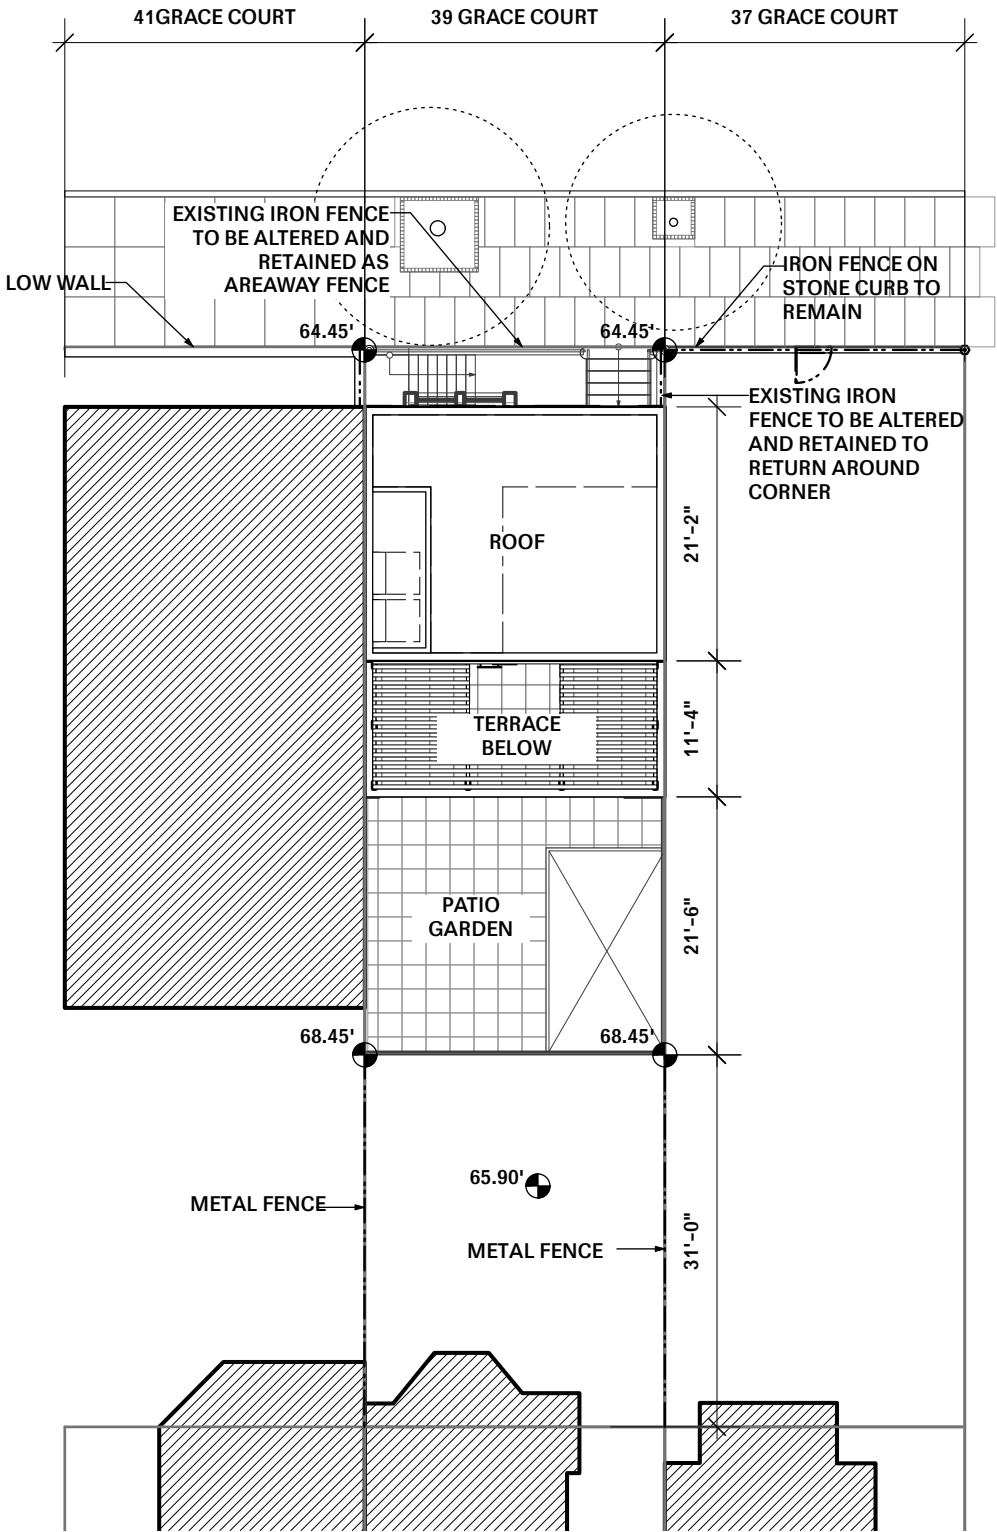 41GRACE COURT
39 GRACE COURT
37 GRACE COURT
EXISTING IRON FENCE
TO BE ALTERED AND
RETAINED AS
AREAWAY FENCE
LOW WALL
IRON FENCE ON
STONE CURB TO
REMAIN
64.45'
64.45'
EXISTING IRON
FENCE TO BE ALTERED
AND RETAINED TO
RETURN AROUND
CORNER
21'-2"
ROOF
11'-4"
TERRACE
BELOW
21'-6"
PATIO
GARDEN
68.45'
68.45'
65.90'
METAL FENCE
METAL FENCE
31'-0"